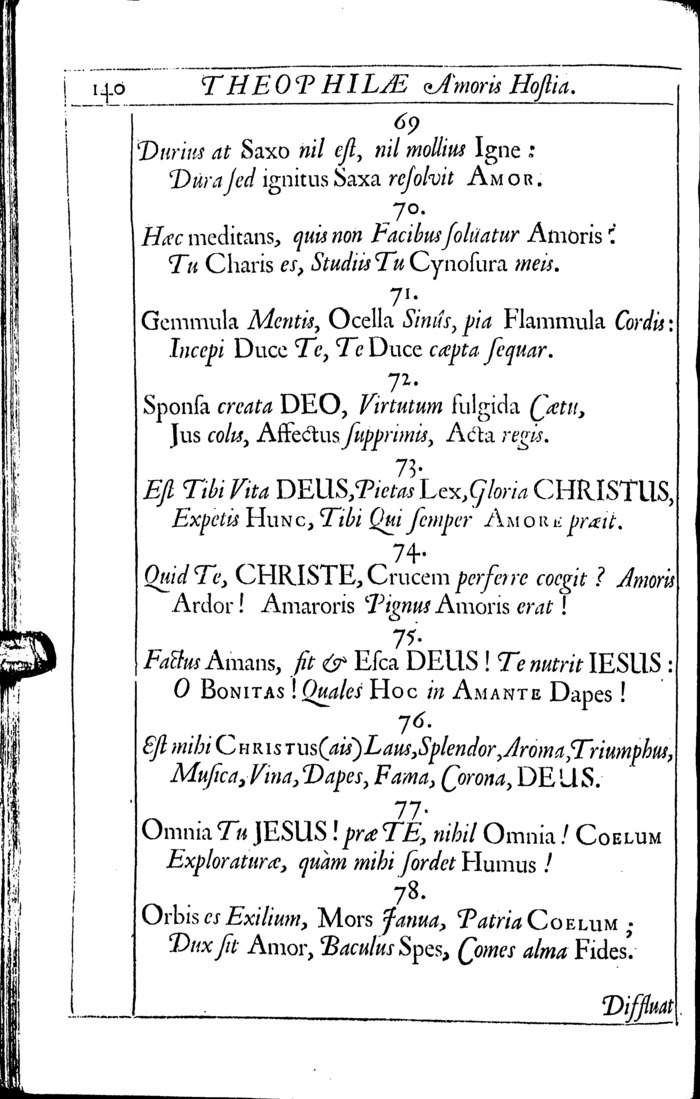 140 THEOPHILÆ Amoris Hoſtia.
69
Durius at Saxo nil eſt, nil mollius Igne :
Dura ſed ignitus Saxa reſolvit AMOR.
70.
Hæc meditans, quis non Facibus ſoluatur Amoris ?
Tu Charis es, Studiis Tu Cynoſura meis.
71.
Gemmula Mentis, Ocella Sinûs, pia Flammula Cordis :
Incepi Duce Te, Te Duce cæpta ſequar.
72.
Sponſa creata DEO, Virtutum fulgida Cætu,
Jus colis, Affectus ſupprimis, Acta regis.
73.
Eſt Tibi Vita DEUS, Pietas Lex, Gloria CHRISTUS,
Expetis HUNC, Tibi Qui ſemper AMORE præit.
74.
Quid Te, CHRISTE, Crucem perferre coegit ? Amoris
Ardor ! Amaroris Pignus Amoris erat !
75.
Factus Amans, fit & Eſca DEUS ! Te nutrit IESUS :
O BONITAS ! Quales HOC in AMANTE Dapes !
76.
Eſt mihi CHRISTUS (ais) Laus, Splendor, Aroma, Triumphus,
Muſica, Vina, Dapes, Fama, Corona, DEUS.
77.
Omnia Tu JESUS ! præ TE, nihil Omnia ! COELUM
Exploraturæ, quàm mihi ſordet Humus !
78.
Orbis es Exilium, Mors Janua, Patria COELUM ;
Dux ſit Amor, Baculus Spes, Comes alma Fides.
Diffluat